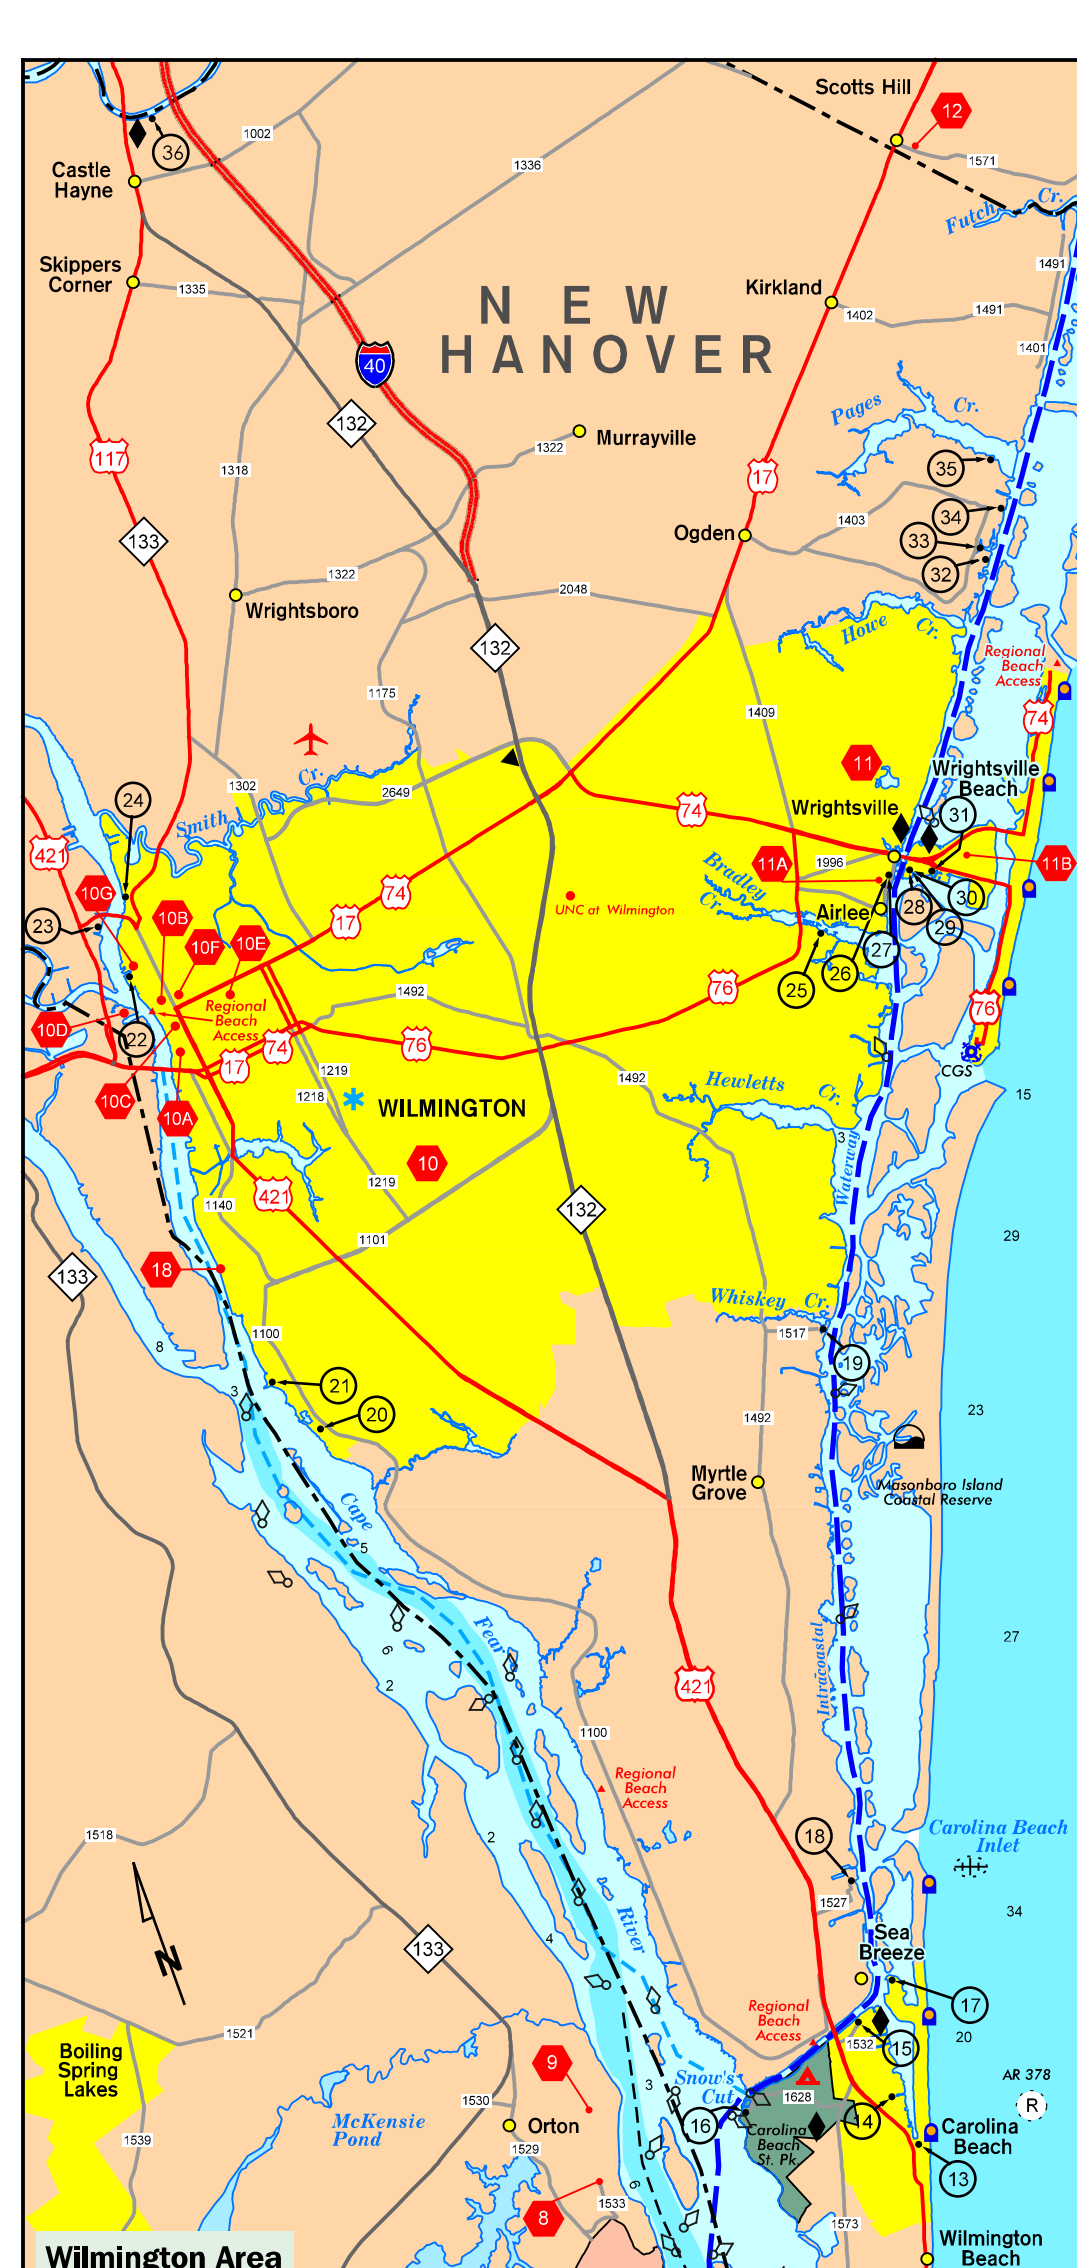 Scotts Hill
12
36
1002
1336
1571
Castle
Hayne
Futch
Cr.
Skippers
Corner
1335
1491
Kirkland
N E W
HANOVER
1402
1491
1401
40
132
Pages
Cr.
117
Murrayville
1322
1318
17
35
34
1403
133
Ogden
33
32
1322
2048
Wrightsboro
Howe
Cr.
132
Regional
Beach
Access
1175
1409
74
11
Wrightsville
Beach
Cr.
1302
2649
24
Smith
74
Wrightsville
31
421
11A
1996
11B
Bradley
Cr.
10G
74
10B
UNC at Wilmington
Airlee
28
30
23
17
10F
10E
29
27
26
25
76
1492
Regional
Beach
Access
76
10D
22
74
76
17
1219
1218
CGS
10C
10A
1492
Hewletts
Cr.
15
WILMINGTON
3
10
Waterway
1219
1140
421
132
1101
29
133
18
Whiskey Cr.
1517
1100
8
19
3
21
20
23
1492
Myrtle
Grove
Masonboro Island
Coastal Reserve
Cape
5
Fear
6
2
27
Intracoastal
421
1100
Regional
Beach
Access
1518
2
18
Carolina Beach
Inlet
1527
River
34
4
133
Sea
Breeze
N
17
Regional
Beach
Access
1521
1532
15
20
Boiling
Spring
Lakes
9
Snow's
Cut
AR 378
R
3
1628
1530
McKensie
Pond
Orton
16
Carolina
Beach
St. Pk.
14
Carolina
Beach
1539
1529
13
6
8
1533
1573
Wilmington
Beach
Wilmington Area